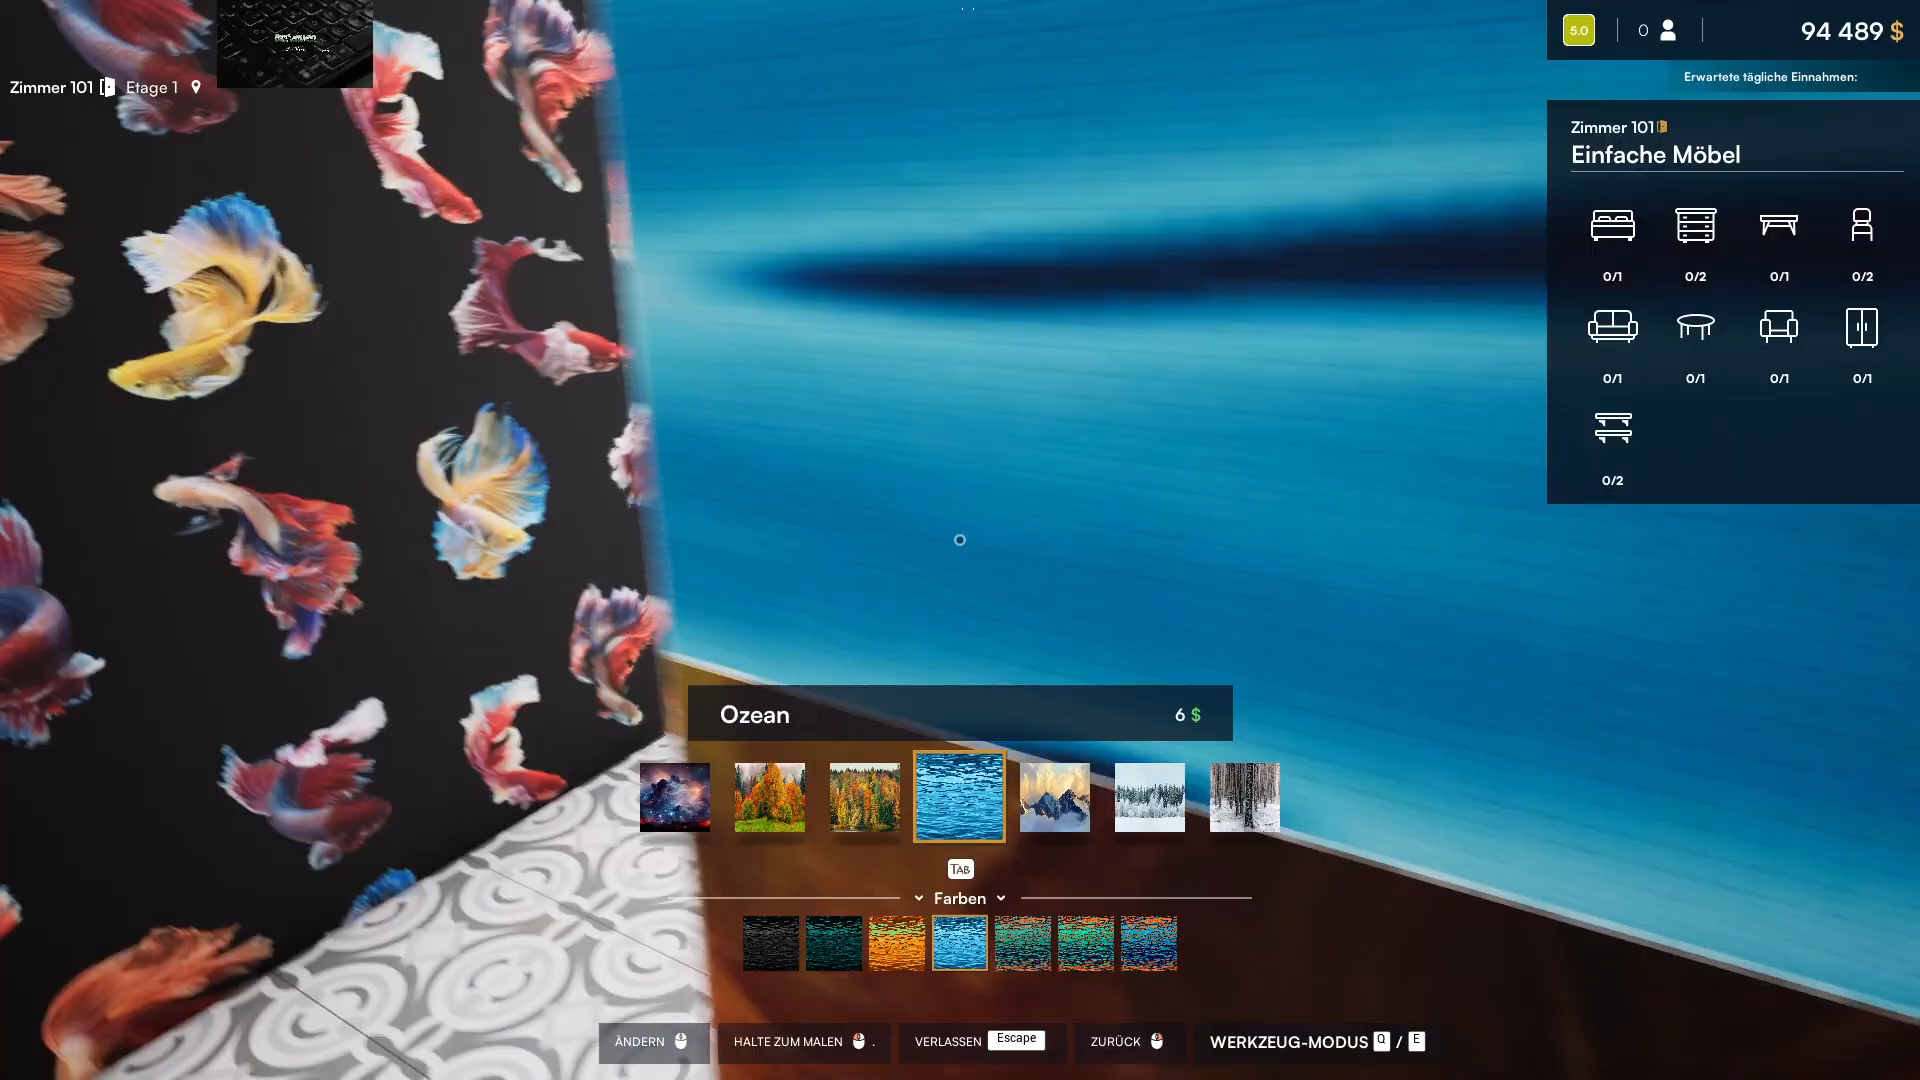 5.0
0
94 489 $
Erwartete tägliche Einnahmen:
Zimmer 101
Etage 1
Zimmer 101
Einfache Möbel
0/1
0/2
0/1
0/2
0/1
0/1
0/1
0/1
0/2
Ozean
6 $
TAB
Farben
ÄNDERN
HALTE ZUM MALEN .
VERLASSEN Escape
ZURÜCK
WERKZEUG-MODUS Q / E